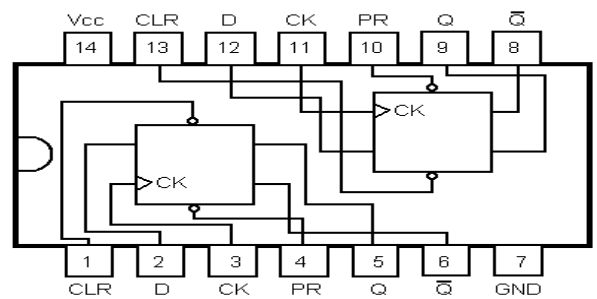 Vcc CLR D CK PR Q Q̅
14 13 12 11 10 9 8
CK
CK
1 2 3 4 5 6 7
CLR D CK PR Q Q̅ GND